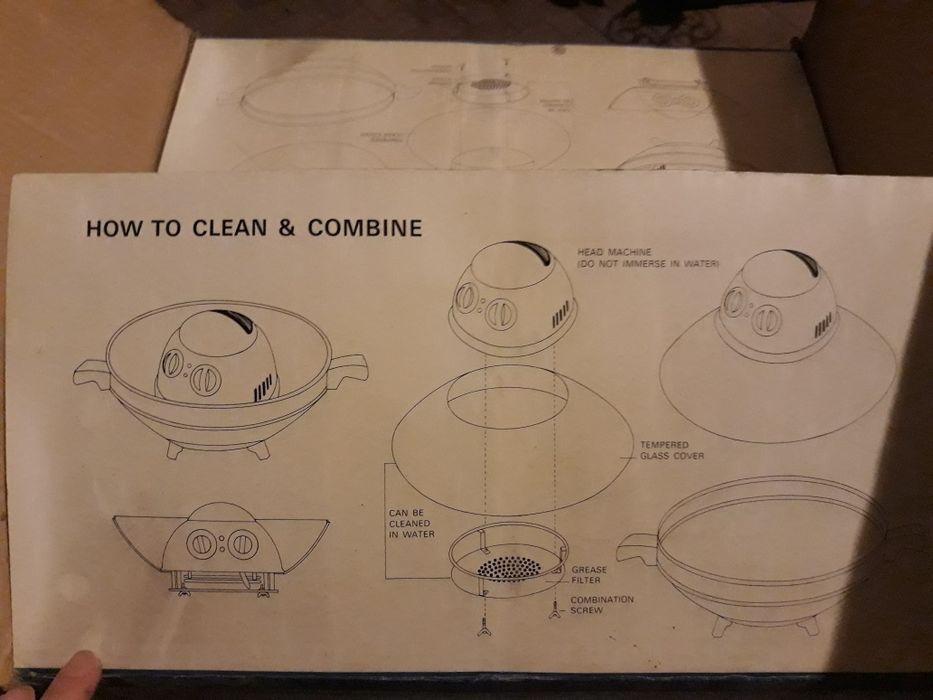 HOW TO CLEAN & COMBINE
HEAD MACHINE
(DO NOT IMMERSE IN WATER)
TEMPERED
GLASS COVER
CAN BE
CLEANED
IN WATER
GREASE
FILTER
COMBINATION
SCREW